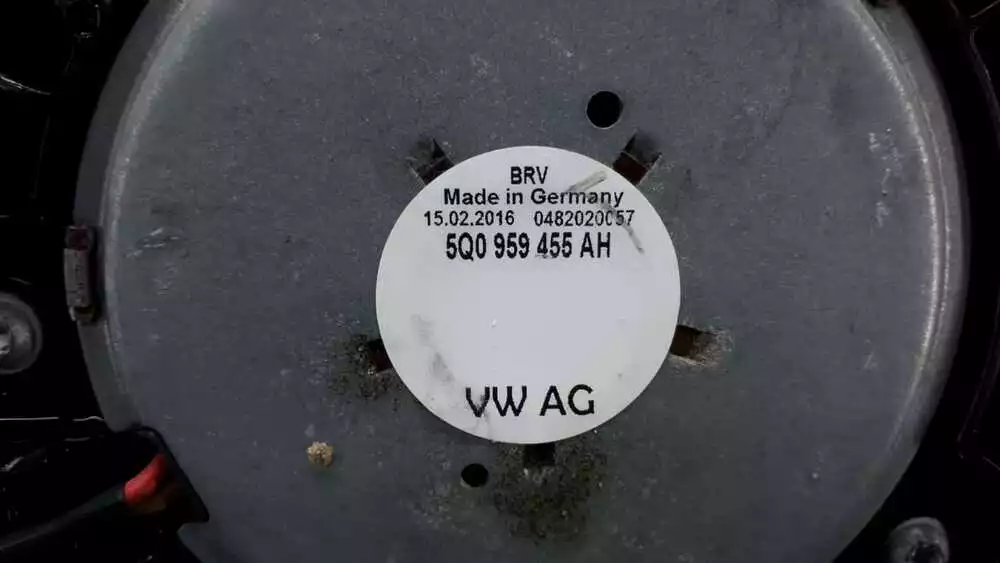 BRV
Made in Germany
15.02.2016 0482020057
5Q0 959 455 AH
VW AG